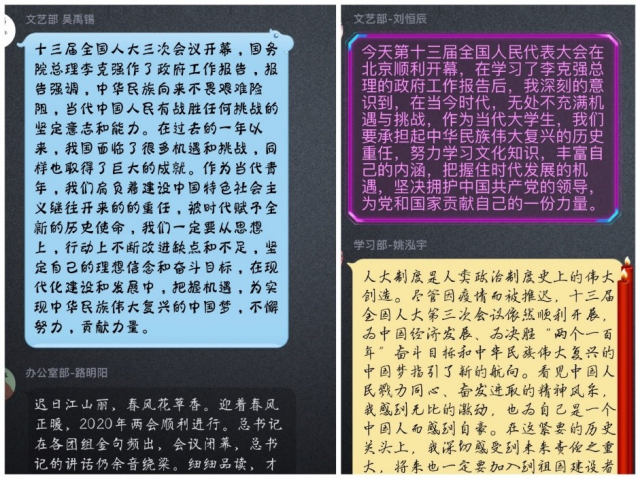 文艺部 吴禹锡
十三届全国人大三次会议开幕，国务
院总理李克强作了政府工作报告，报
告强调，中华民族向来不畏艰难险
阻，当代中国人民有战胜任何挑战的
坚定意志和能力。在过去的一年以
来，我国面临了很多机遇和挑战，同
样也取得了巨大的成就。作为当代青
年，我们肩负着建设中国特色社会主
义继往开来的的重任，被时代赋予全
新的历史使命，我们一定要从思想
上，行动上不断改进缺点和不足，坚
定自己的理想信念和奋斗目标，在现
代化建设和发展中，把握机遇，为实
现中华民族伟大复兴的中国梦，不懈
努力，贡献力量。
办公室部-路明阳
迟日江山丽，春风花草香。迎着春风
正暖，2020年两会顺利进行。总书记
在各团组金句频出，会议闭幕，总书
记的讲话仍余音绕梁。细细品读，才
文艺部-刘恒辰
今天第十三届全国人民代表大会在
北京顺利开幕，在学习了李克强总
理的政府工作报告后，我深刻的意
识到，在当今时代，无处不充满机
遇与挑战，作为当代大学生，我们
要承担起中华民族伟大复兴的历史
重任，努力学习文化知识，丰富自
己的内涵，把握住时代发展的机
遇，坚决拥护中国共产党的领导，
为党和国家贡献自己的一份力量。
学习部-姚泓宇
人大制度是人类政治制度史上的伟大
创造。尽管因疫情而被推迟，十三届
全国人大第三次会议依然顺利开展，
为中国经济发展、为决胜“两个一百
年”奋斗目标和中华民族伟大复兴的
中国梦指引了新的航向。看见中国人
民戮力同心、奋发进取的精神风采，
我感到无比的激动，也为自己是一个
中国人而感到自豪。在这紧要的历史
关头上，我深切感受到未来责任之重
大，将来也一定要加入到祖国建设者